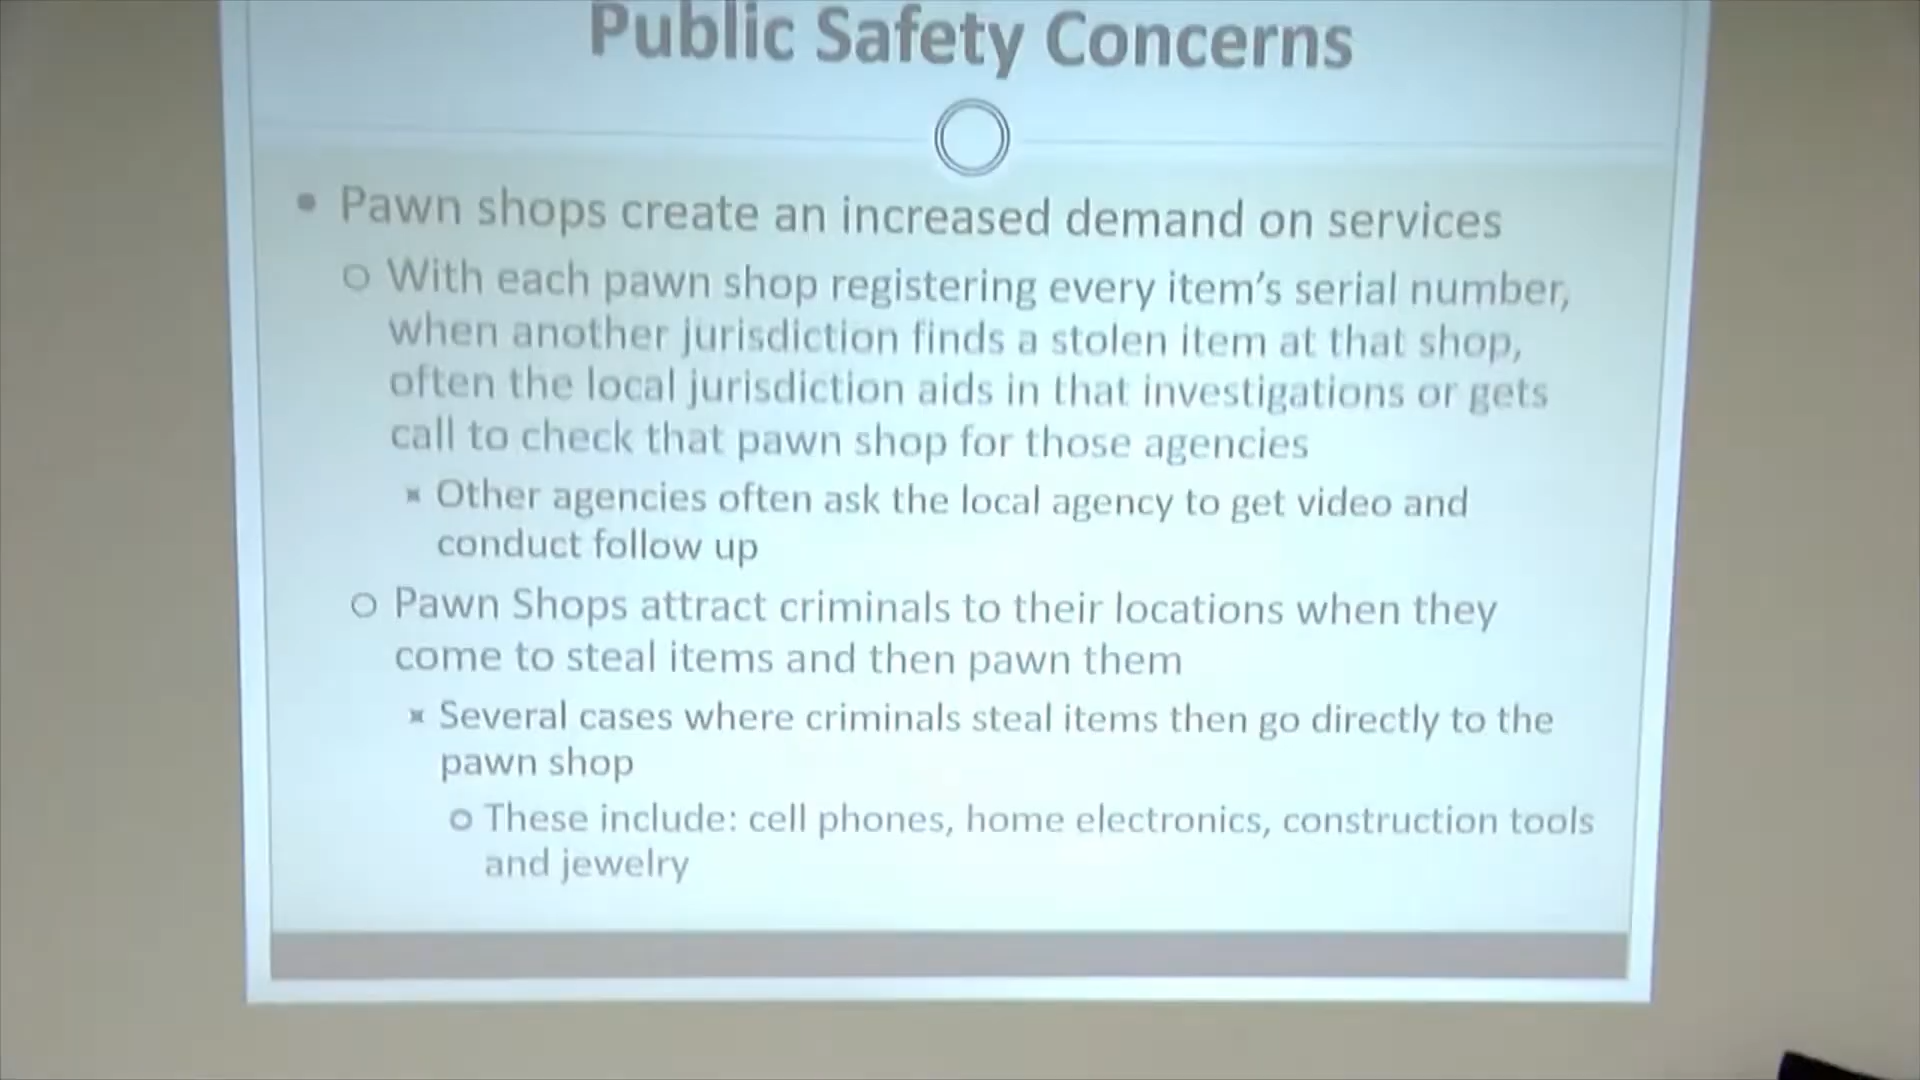 Public Safety Concerns
• Pawn shops create an increased demand on services
○ With each pawn shop registering every item's serial number,
when another jurisdiction finds a stolen item at that shop,
often the local jurisdiction aids in that investigations or gets
call to check that pawn shop for those agencies
Other agencies often ask the local agency to get video and
conduct follow up
○ Pawn Shops attract criminals to their locations when they
come to steal items and then pawn them
Several cases where criminals steal items then go directly to the
pawn shop
○ These include: cell phones, home electronics, construction tools
and jewelry